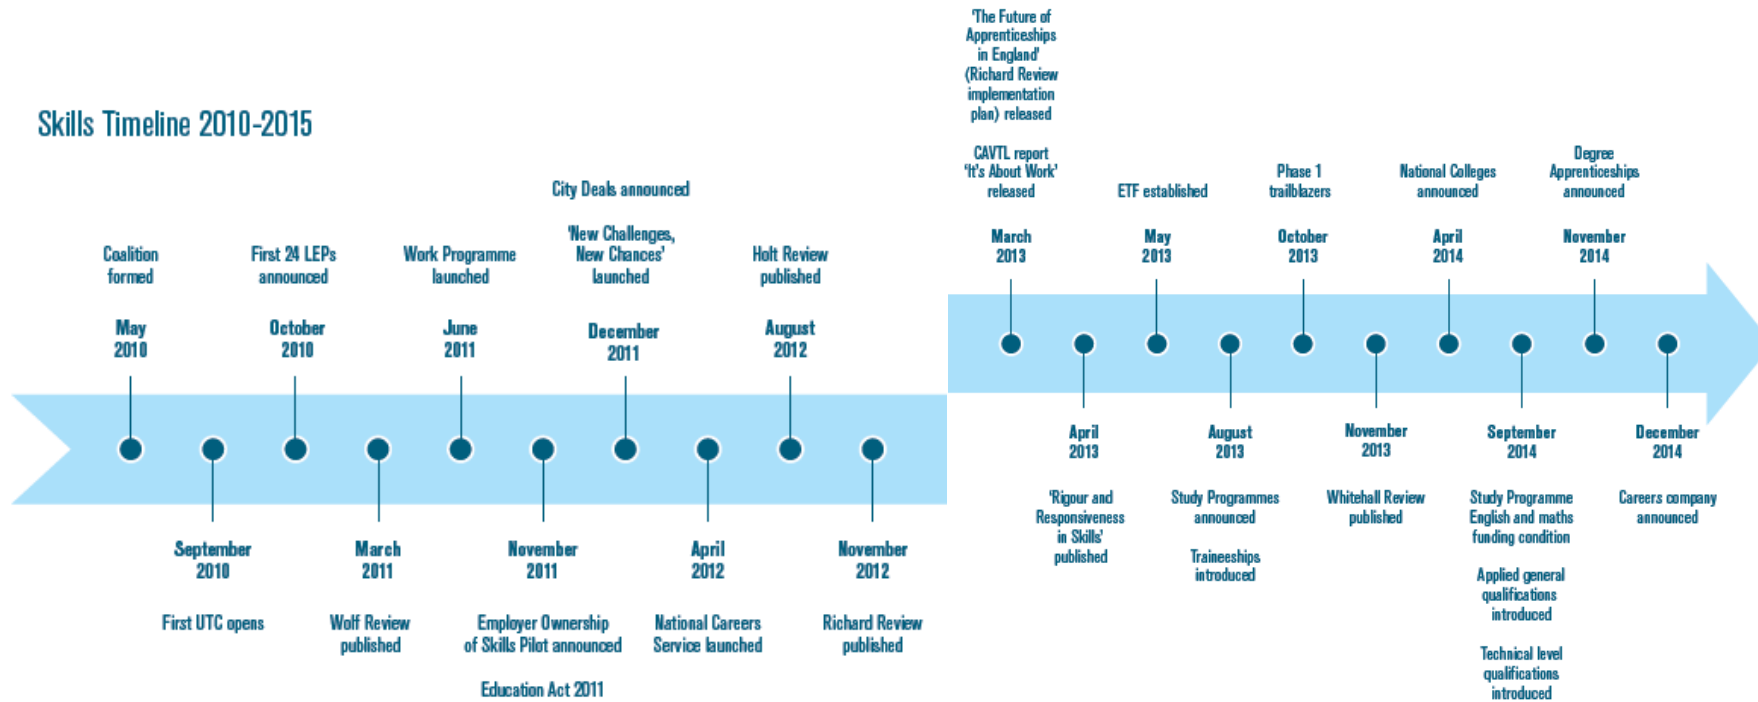 Skills Timeline 2010-2015
Coalition
formed
May
2010
September
2010
First UTC opens
First 24 LEPs
announced
October
2010
March
2011
Wolf Review
published
Work Programme
launched
June
2011
November
2011
Employer Ownership
of Skills Pilot announced
Education Act 2011
City Deals announced
'New Challenges,
New Chances'
launched
December
2011
April
2012
National Careers
Service launched
Holt Review
published
August
2012
November
2012
Richard Review
published
'The Future of
Apprenticeships
in England'
(Richard Review
implementation
plan) released
CAVTL report
'It's About Work'
released
March
2013
April
2013
'Rigour and
Responsiveness
in Skills'
published
ETF established
May
2013
August
2013
Study Programmes
announced
Traineeships
introduced
Phase 1
trailblazers
October
2013
November
2013
Whitehall Review
published
National Colleges
announced
April
2014
September
2014
Study Programme
English and maths
funding condition
Applied general
qualifications
introduced
Technical level
qualifications
introduced
Degree
Apprenticeships
announced
November
2014
December
2014
Careers company
announced